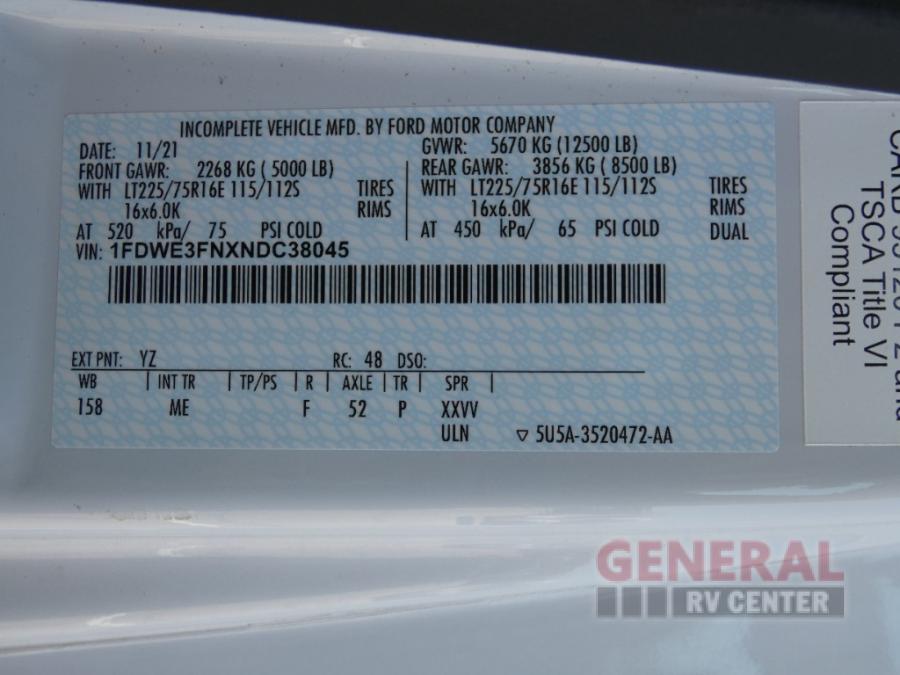 INCOMPLETE VEHICLE MFD. BY FORD MOTOR COMPANY
DATE: 11/21
GVWR: 5670 KG (12500 LB)
FRONT GAWR: 2268 KG ( 5000 LB)
REAR GAWR: 3856 KG ( 8500 LB)
WITH LT225/75R16E 115/112S TIRES
WITH LT225/75R16E 115/112S TIRES
16x6.0K RIMS
16x6.0K RIMS
AT 520 kPa/ 75 PSI COLD
AT 450 kPa/ 65 PSI COLD DUAL
VIN: 1FDWE3FNXNDC38045
EXT PNT: YZ RC: 48 DSO:
WB INT TR TP/PS R AXLE TR SPR
158 ME F 52 P XXVV
ULN ▽ 5U5A-3520472-AA
TSCA Title VI
Compliant
GENERAL
RV CENTER